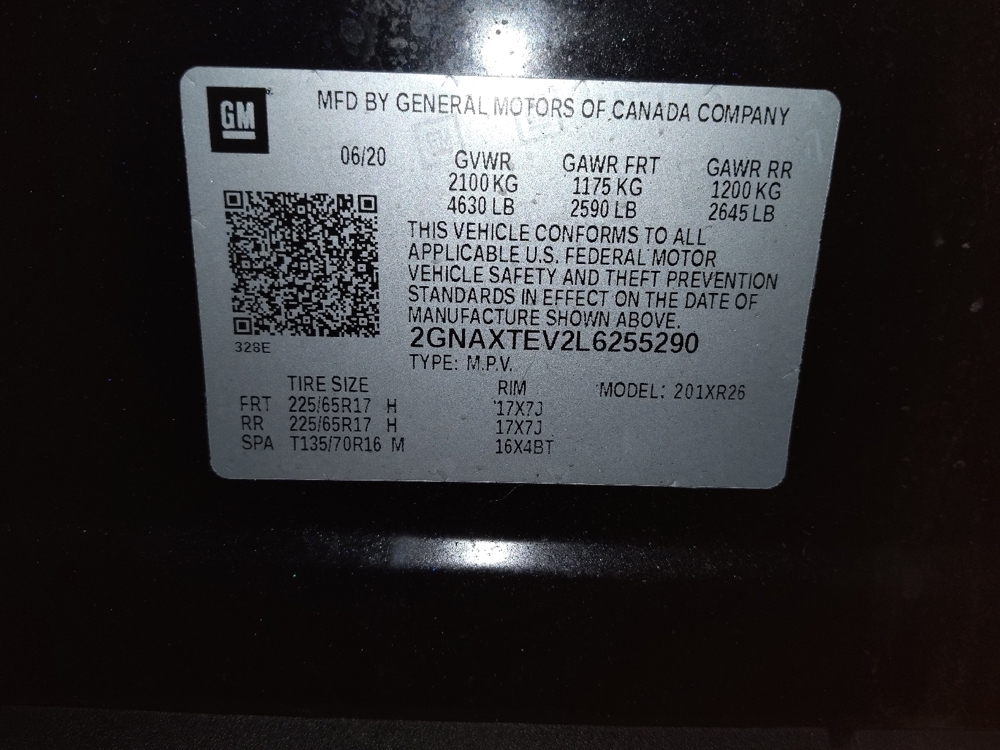 GM
MFD BY GENERAL MOTORS OF CANADA COMPANY
06/20 GVWR GAWR FRT GAWR RR
2100 KG 1175 KG 1200 KG
4630 LB 2590 LB 2645 LB
THIS VEHICLE CONFORMS TO ALL
APPLICABLE U.S. FEDERAL MOTOR
VEHICLE SAFETY AND THEFT PREVENTION
STANDARDS IN EFFECT ON THE DATE OF
MANUFACTURE SHOWN ABOVE.
328E
2GNAXTEV2L6255290
TYPE: M.P.V.
TIRE SIZE RIM MODEL: 201XR26
FRT 225/65R17 H 17X7J
RR 225/65R17 H 17X7J
SPA T135/70R16 M 16X4BT